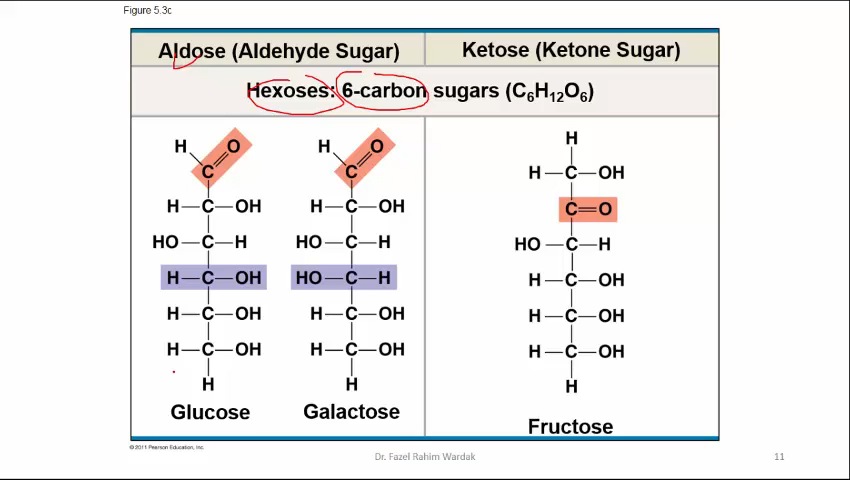 Figure 5.3c
Aldose (Aldehyde Sugar)
Ketose (Ketone Sugar)
Hexoses: 6-carbon sugars (C6H12O6)
H O
C
H C OH
HO C H
H C OH
H C OH
H C OH
H
Glucose
H O
C
H C OH
HO C H
HO C H
H C OH
H C OH
H
Galactose
H
H C OH
C O
HO C H
H C OH
H C OH
H C OH
H
Fructose
© 2011 Pearson Education, Inc.
Dr. Fazel Rahim Wardak
11